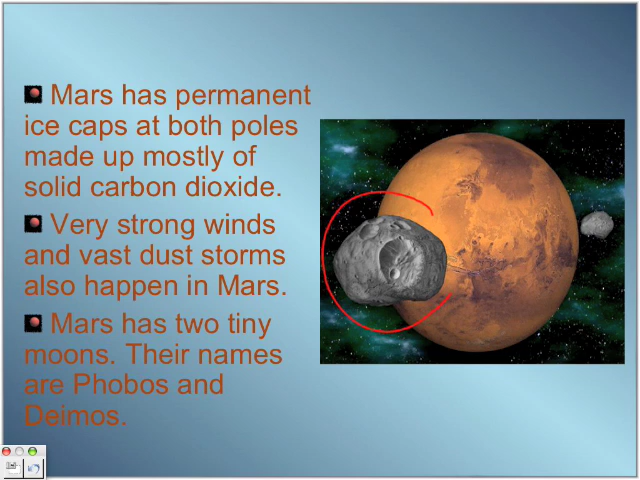 Mars has permanent
ice caps at both poles
made up mostly of
solid carbon dioxide.
Very strong winds
and vast dust storms
also happen in Mars.
Mars has two tiny
moons. Their names
are Phobos and
Deimos.